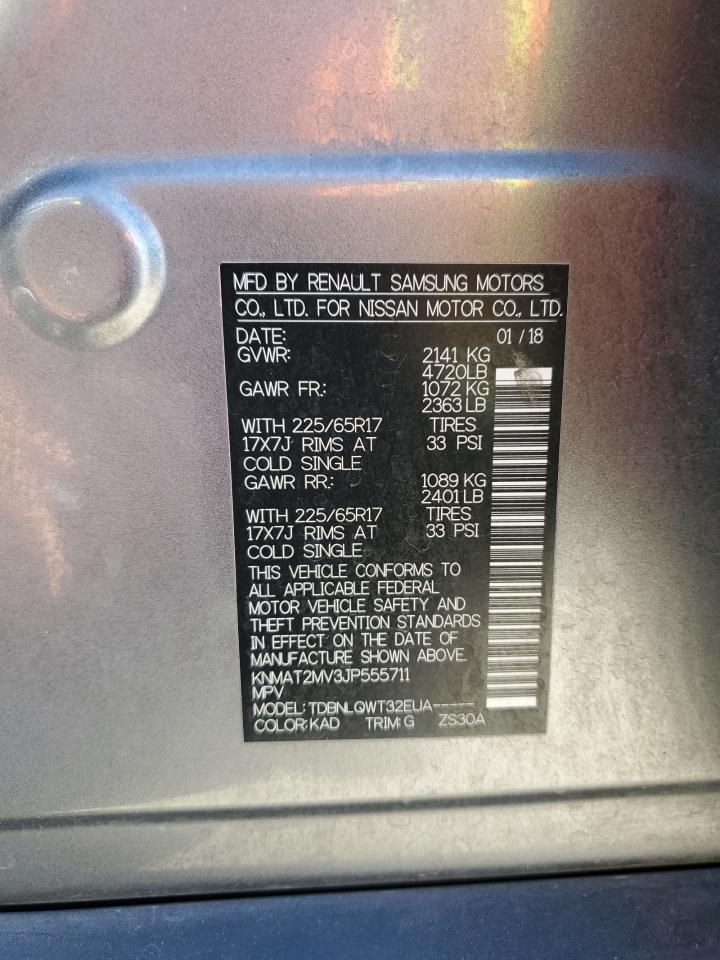 MFD BY RENAULT SAMSUNG MOTORS
CO., LTD. FOR NISSAN MOTOR CO., LTD.
DATE: 01 / 18
GVWR: 2141 KG
4720LB
GAWR FR.: 1072 KG
2363 LB
WITH 225/65R17 TIRES
17X7J RIMS AT 33 PSI
COLD SINGLE
GAWR RR.: 1089 KG
2401 LB
WITH 225/65R17 TIRES
17X7J RIMS AT 33 PSI
COLD SINGLE
THIS VEHICLE CONFORMS TO
ALL APPLICABLE FEDERAL
MOTOR VEHICLE SAFETY AND
THEFT PREVENTION STANDARDS
IN EFFECT ON THE DATE OF
MANUFACTURE SHOWN ABOVE.
KNMAT2MV3JP555711
MPV
MODEL: TDBNLQWT32EUA-----
COLOR: KAD TRIM: G ZS30A